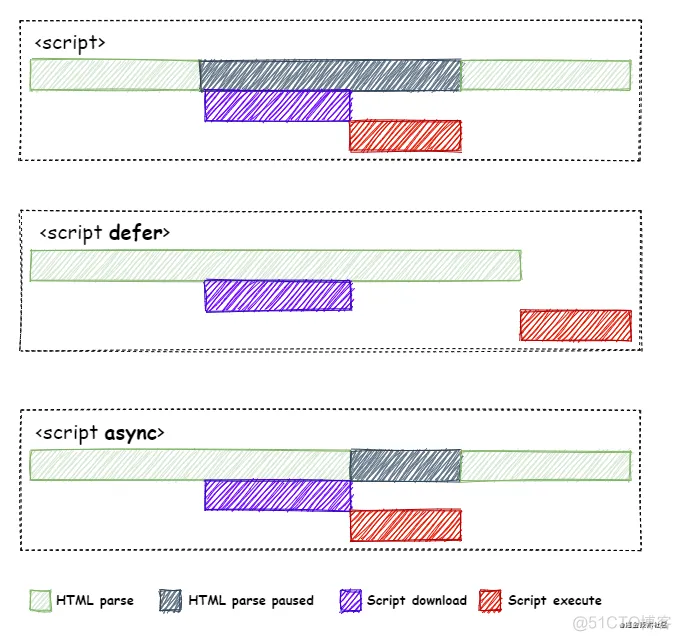 <script>
<script defer>
<script async>
HTML parse
HTML parse paused
Script download
Script execute
@51CTO博客